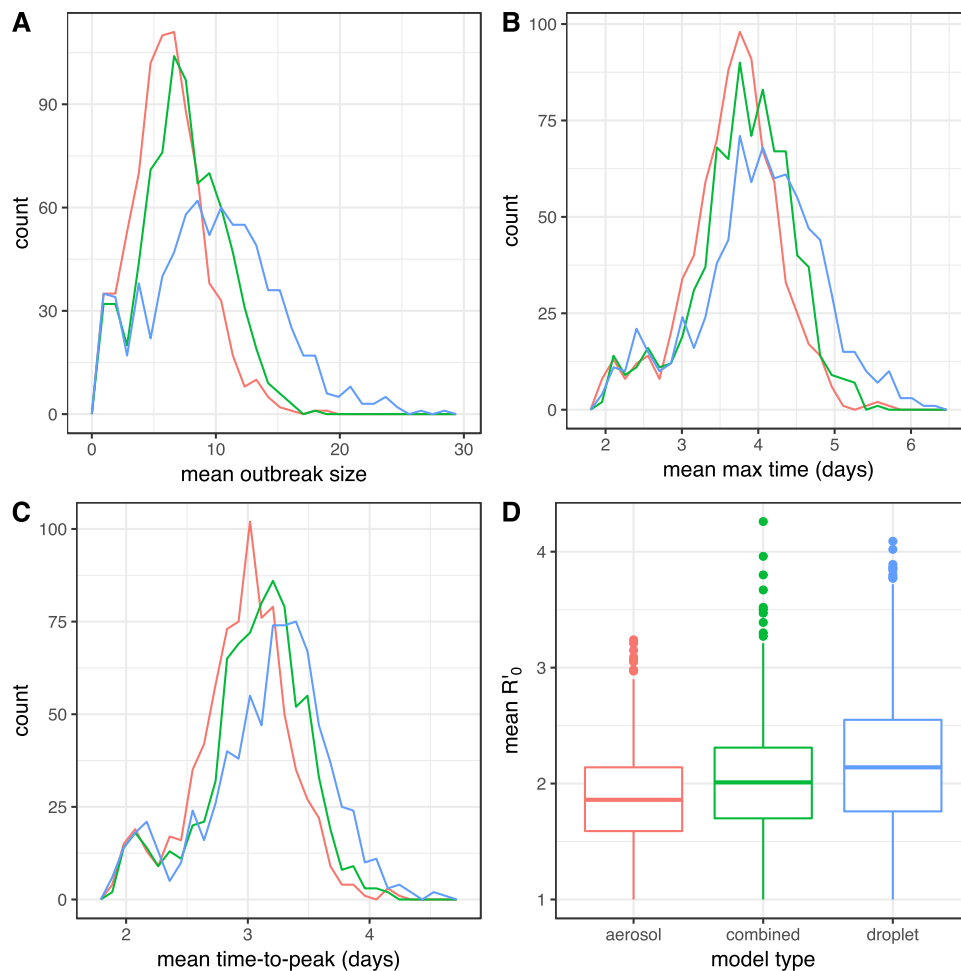 A
90
60
30
0
count
0 10 20 30
mean outbreak size
B
100
75
50
25
0
count
2 3 4 5 6
mean max time (days)
C
100
75
50
25
0
count
2 3 4
mean time-to-peak (days)
D
4
3
2
1
mean R'0
aerosol combined droplet
model type